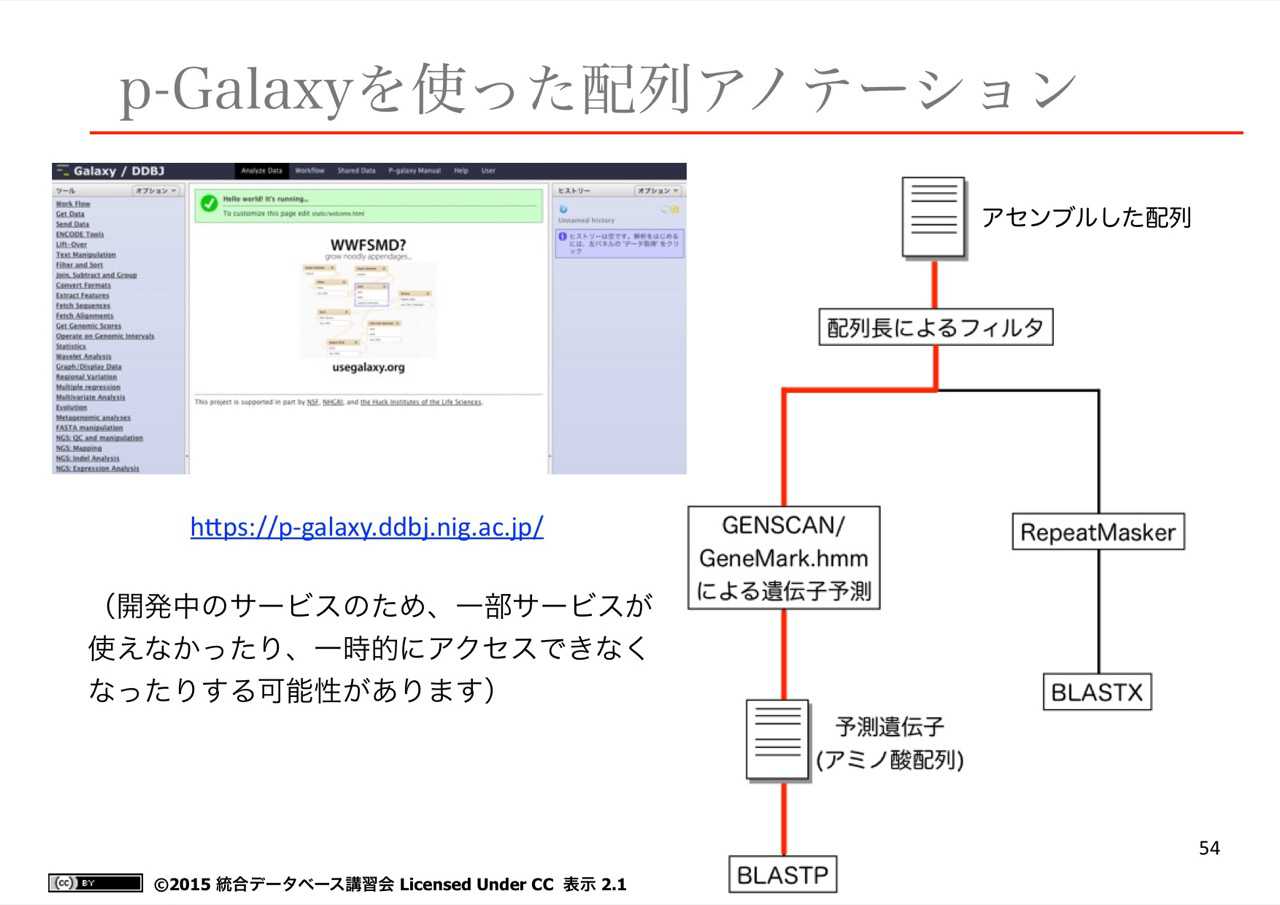 p-Galaxyを使った配列アノテーション
Galaxy / DDBJ
Analyze Data Workflow Shared Data P-galaxy Manual Help User
ツール
オプション
Work Flow
Get Data
Send Data
ENCODE Tools
Lift-Over
Text Manipulation
Filter and Sort
Join, Subtract and Group
Convert Formats
Extract Features
Fetch Sequences
Fetch Alignments
Get Genomic Scores
Operate on Genomic Intervals
Statistics
Wavelet Analysis
Graph/Display Data
Regional Variation
Multiple regression
Multivariate Analysis
Evolution
Metagenomic analyses
FASTA manipulation
NGS: QC and manipulation
NGS: Mapping
NGS: Indel Analysis
NGS: Expression Analysis
Hello world! It's running...
To customize this page edit static/welcome.html
WWFSMD?
grow noodly appendages...
usegalaxy.org
This project is supported in part by NSF, NHGRI, and the Huck Institutes of the Life Sciences.
ヒストリー
オプション
Unnamed history
ヒストリーは空です。解析をはじめる
には、左パネルの 'データ取得' をクリ
ック
https://p-galaxy.ddbj.nig.ac.jp/
（開発中のサービスのため、一部サービスが
使えなかったり、一時的にアクセスできなく
なったりする可能性があります）
アセンブルした配列
配列長によるフィルタ
GENSCAN/
GeneMark.hmm
による遺伝子予測
RepeatMasker
BLASTX
予測遺伝子
(アミノ酸配列)
BLASTP
54
cc BY
©2015 統合データベース講習会 Licensed Under CC 表示 2.1